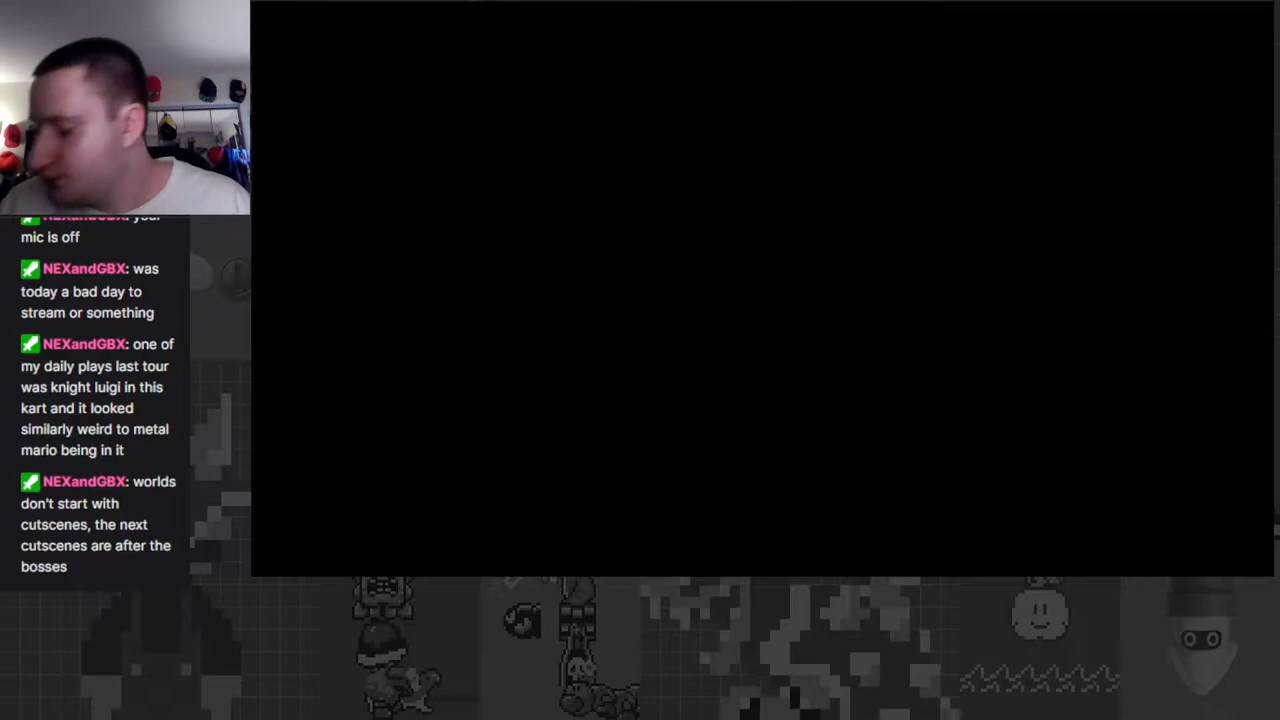 NEXandGBX: your
mic is off
NEXandGBX: was
today a bad day to
stream or something
NEXandGBX: one of
my daily plays last tour
was knight luigi in this
kart and it looked
similarly weird to metal
mario being in it
NEXandGBX: worlds
don't start with
cutscenes, the next
cutscenes are after the
bosses